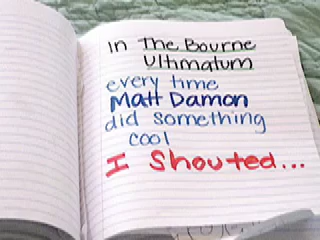 In The Bourne
Ultimatum
every time
Matt Damon
did something
cool
I Shouted...